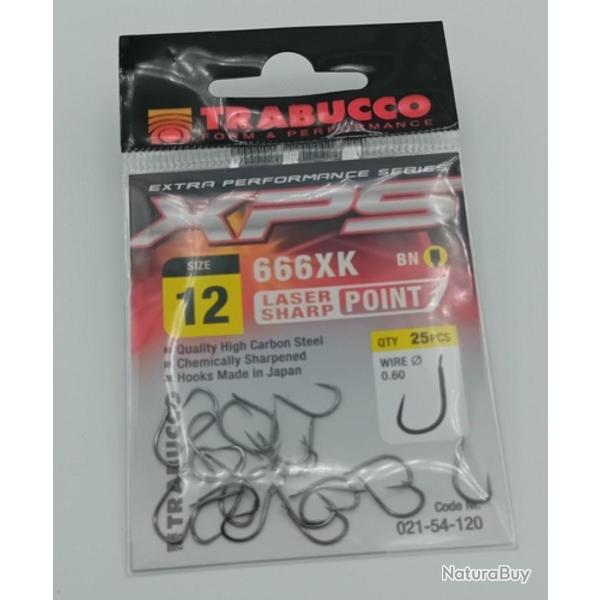 TRABUCCO
FORM & PERFORMANCE
EXTRA PERFORMANCE SERIES
XPS
SIZE
12
666XK
BN
LASER SHARP POINT
QTY 25PCS
WIRE Ø
0.60
Quality High Carbon Steel
Chemically Sharpened
Hooks Made in Japan
TRABUCCO
Code Nr.
021-54-120
NaturaBuy